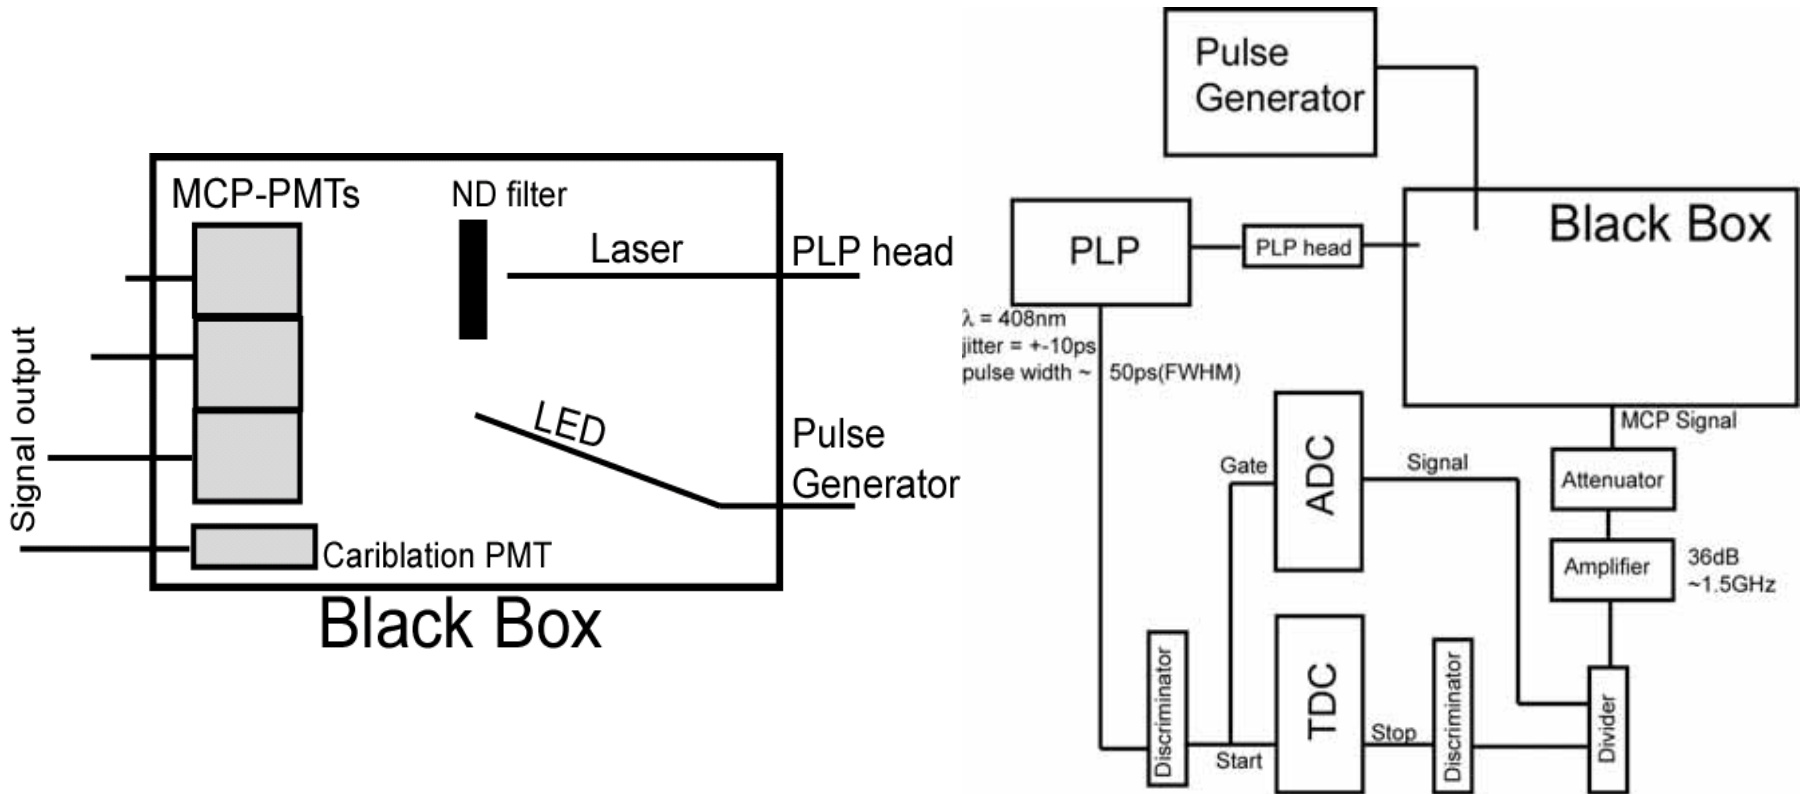 MCP-PMTs
ND filter
Laser
PLP head
LED
Pulse
Generator
Signal output
Cariblation PMT
Black Box
Pulse
Generator
Black Box
PLP
PLP head
λ = 408nm
jitter = +-10ps
pulse width ~ 50ps(FWHM)
MCP Signal
ADC
Gate
Signal
Attenuator
Amplifier
36dB
~1.5GHz
Discriminator
Start
TDC
Stop
Discriminator
Divider